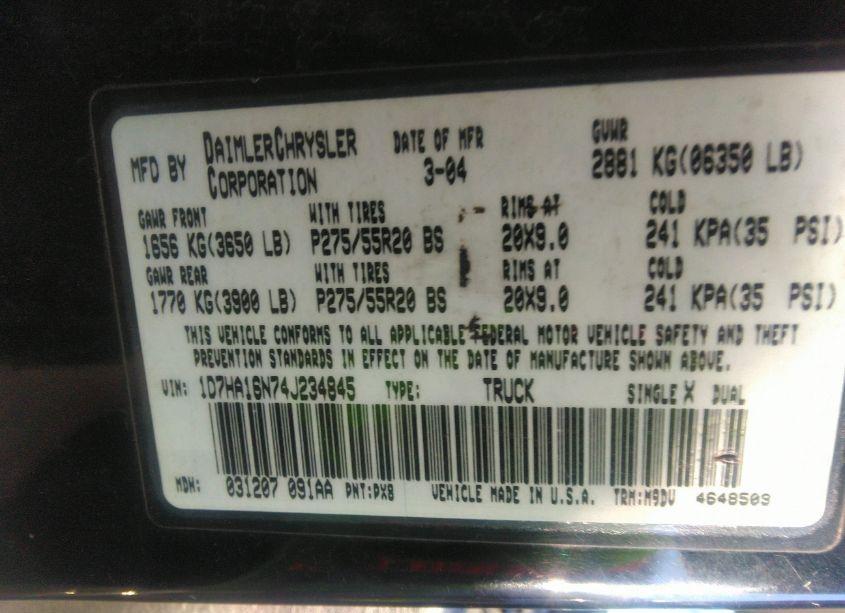 MFD BY DAIMLERCHRYSLER CORPORATION DATE OF MFR 3-04 GVWR 2881 KG(06350 LB)
GAWR FRONT WITH TIRES RIMS AT COLD
1656 KG(3650 LB) P275/55R20 BS 20X9.0 241 KPA(35 PSI)
GAWR REAR WITH TIRES RIMS AT COLD
1770 KG(3900 LB) P275/55R20 BS 20X9.0 241 KPA(35 PSI)
THIS VEHICLE CONFORMS TO ALL APPLICABLE FEDERAL MOTOR VEHICLE SAFETY AND THEFT
PREVENTION STANDARDS IN EFFECT ON THE DATE OF MANUFACTURE SHOWN ABOVE.
VIN: 1D7HA16N74J234845 TYPE: TRUCK SINGLE X DUAL
MDH: 031207 091AA PNT:PX8 VEHICLE MADE IN U.S.A. TRM:M9DV 4648509